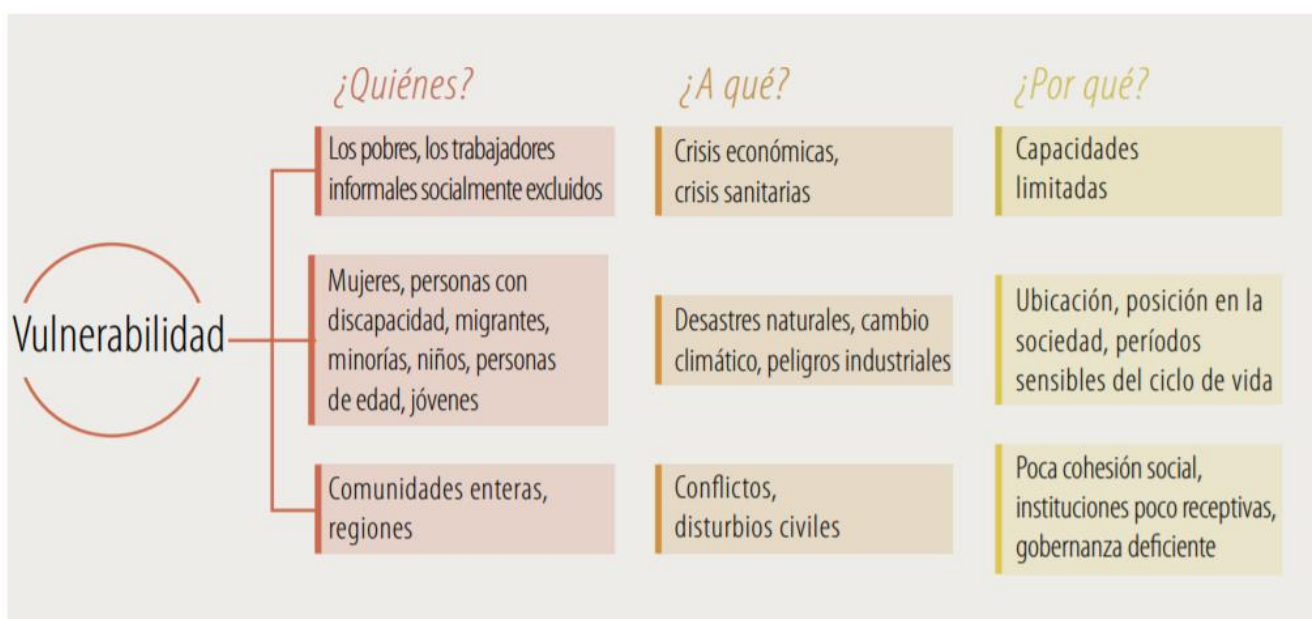 ¿Quiénes?
¿A qué?
¿Por qué?
Los pobres, los trabajadores
informales socialmente excluidos
Crisis económicas,
crisis sanitarias
Capacidades
limitadas
Vulnerabilidad
Mujeres, personas con
discapacidad, migrantes,
minorías, niños, personas
de edad, jóvenes
Desastres naturales, cambio
climático, peligros industriales
Ubicación, posición en la
sociedad, períodos
sensibles del ciclo de vida
Comunidades enteras,
regiones
Conflictos,
disturbios civiles
Poca cohesión social,
instituciones poco receptivas,
gobernanza deficiente